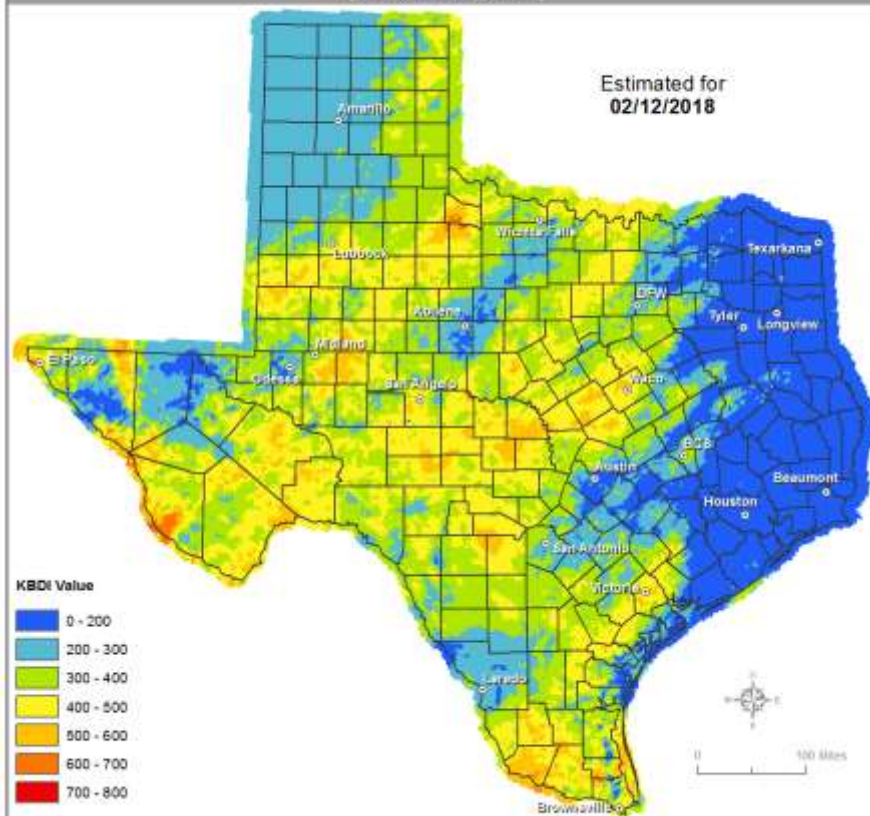 Estimated for
02/12/2018
Amarillo
Wichita Falls
Texarkana
Lubbock
DFW
Abilene
Tyler
Longview
El Paso
Midland
Odessa
San Angelo
Waco
BCS
Austin
Beaumont
Houston
San Antonio
Victoria
KBDI Value
0 - 200
200 - 300
300 - 400
400 - 500
500 - 600
600 - 700
700 - 800
Laredo
0 100 Miles
Brownsville